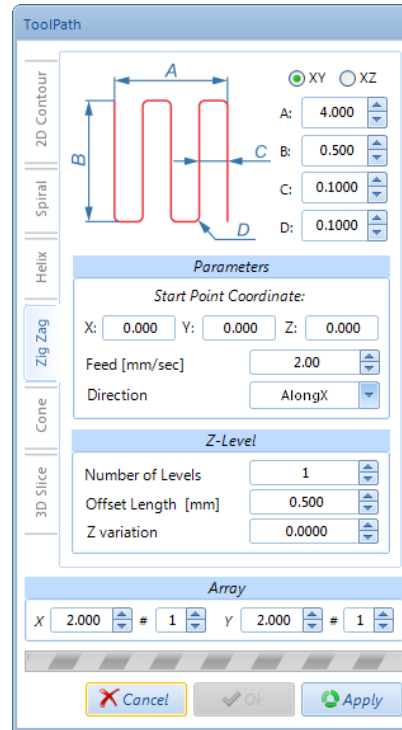 ToolPath
2D Contour
Spiral
Helix
Zig Zag
Cone
3D Slice
A
B
C
D
XY XZ
A: 4.000
B: 0.500
C: 0.1000
D: 0.1000
Parameters
Start Point Coordinate:
X: 0.000 Y: 0.000 Z: 0.000
Feed [mm/sec] 2.00
Direction AlongX
Z-Level
Number of Levels 1
Offset Length [mm] 0.500
Z variation 0.0000
Array
X 2.000 # 1 Y 2.000 # 1
Cancel Ok Apply